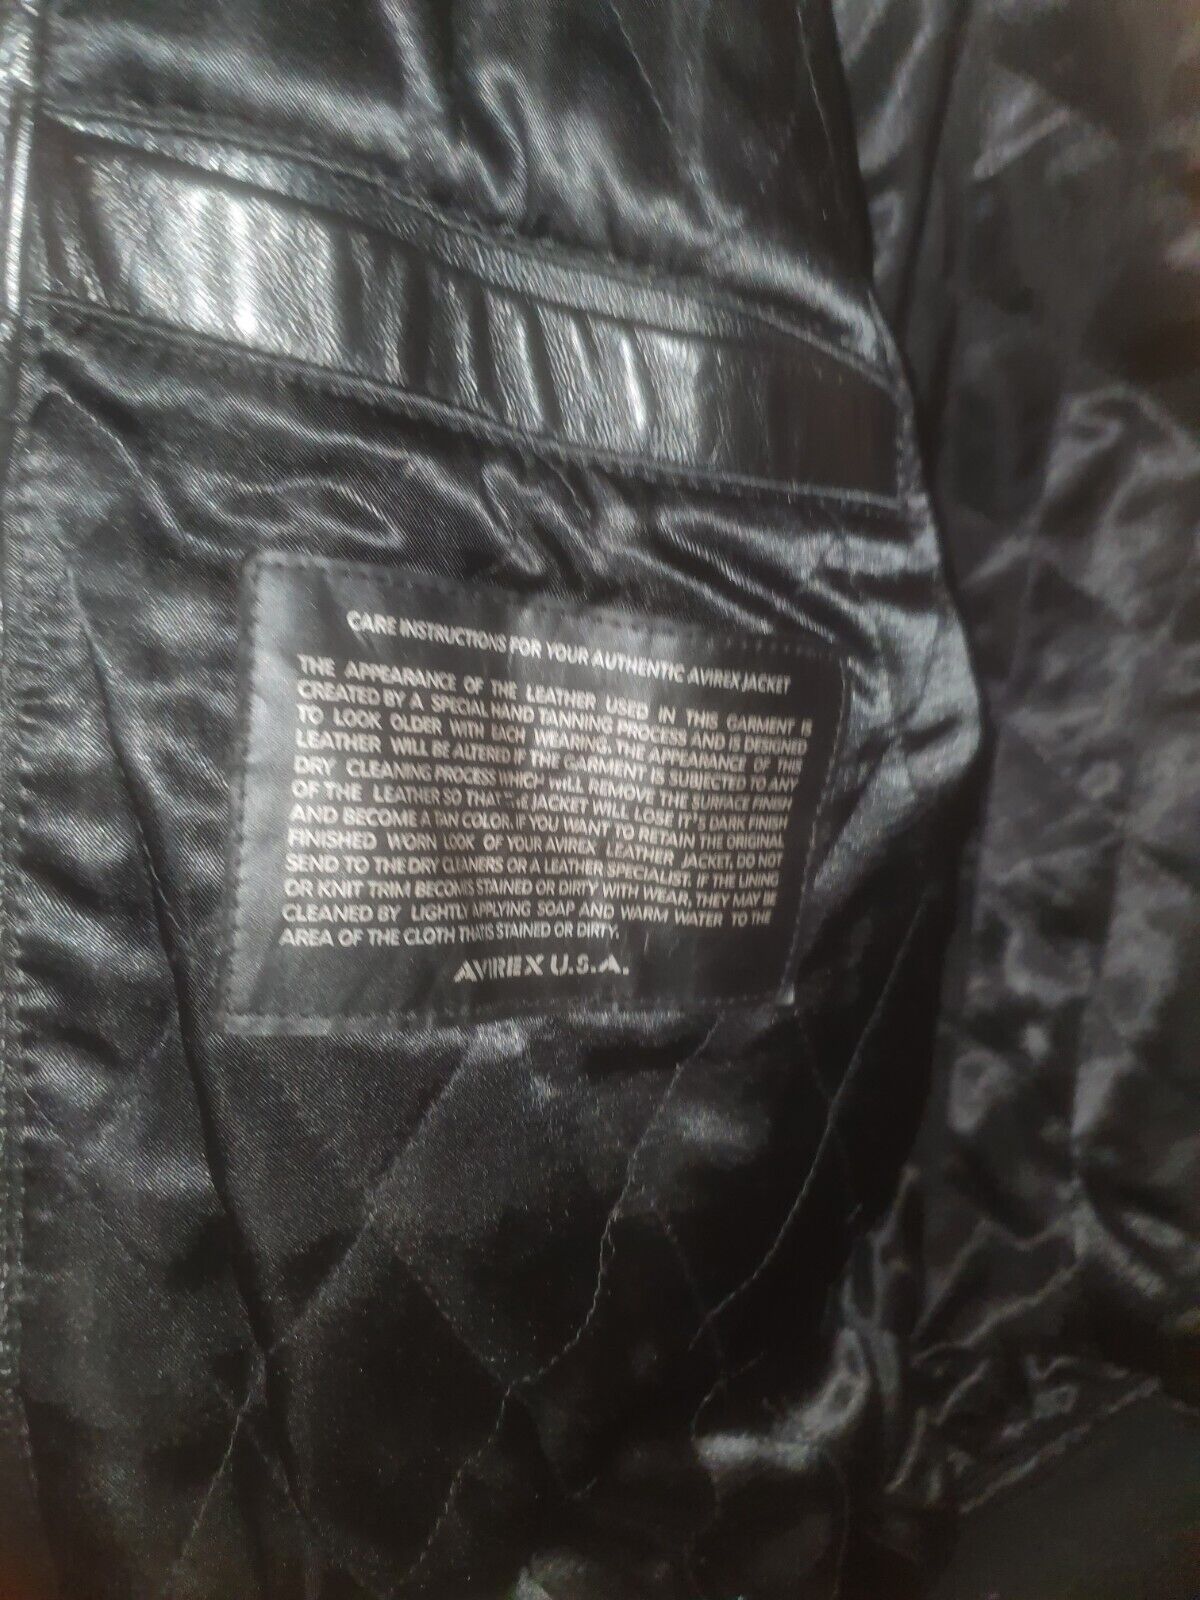 CARE INSTRUCTIONS FOR YOUR AUTHENTIC AVIREX JACKET
THE APPEARANCE OF THE LEATHER USED IN THIS GARMENT IS
CREATED BY A SPECIAL HAND TANNING PROCESS AND IS DESIGNED
TO LOOK OLDER WITH EACH WEARING. THE APPEARANCE OF THE
LEATHER WILL BE ALTERED IF THE GARMENT IS SUBJECTED TO ANY
DRY CLEANING PROCESS WHICH WILL REMOVE THE SURFACE FINISH
OF THE LEATHER SO THAT THE JACKET WILL LOSE IT'S DARK FINISH
AND BECOME A TAN COLOR. IF YOU WANT TO RETAIN THE ORIGINAL
FINISHED WORN LOOK OF YOUR AVIREX LEATHER JACKET, DO NOT
SEND TO THE DRY CLEANERS OR A LEATHER SPECIALIST. IF THE LINING
OR KNIT TRIM BECOMES STAINED OR DIRTY WITH WEAR, THEY MAY BE
CLEANED BY LIGHTLY APPLYING SOAP AND WARM WATER TO THE
AREA OF THE CLOTH THAT IS STAINED OR DIRTY.
AVIREX U.S.A.